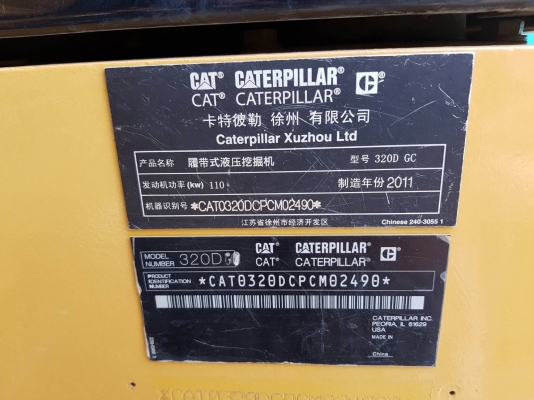 CAT CATERPILLAR® C
CAT® CATERPILLAR®
卡特彼勒 徐州 有限公司
Caterpillar Xuzhou Ltd
产品名称 履带式液压挖掘机 型号 320D GC
发动机功率 (kw) 110 制造年份 2011
机器识别号 *CAT0320DCPCM02490*
江苏省徐州市经济开发区 Chinese 240-3055 1
MODEL NUMBER 320D CAT® CATERPILLAR® C
CAT® CATERPILLAR®
PRODUCT IDENTIFICATION NUMBER *CAT0320DCPCM02490*
CATERPILLAR INC.
PEORIA, IL 61629
USA
MADE IN
China